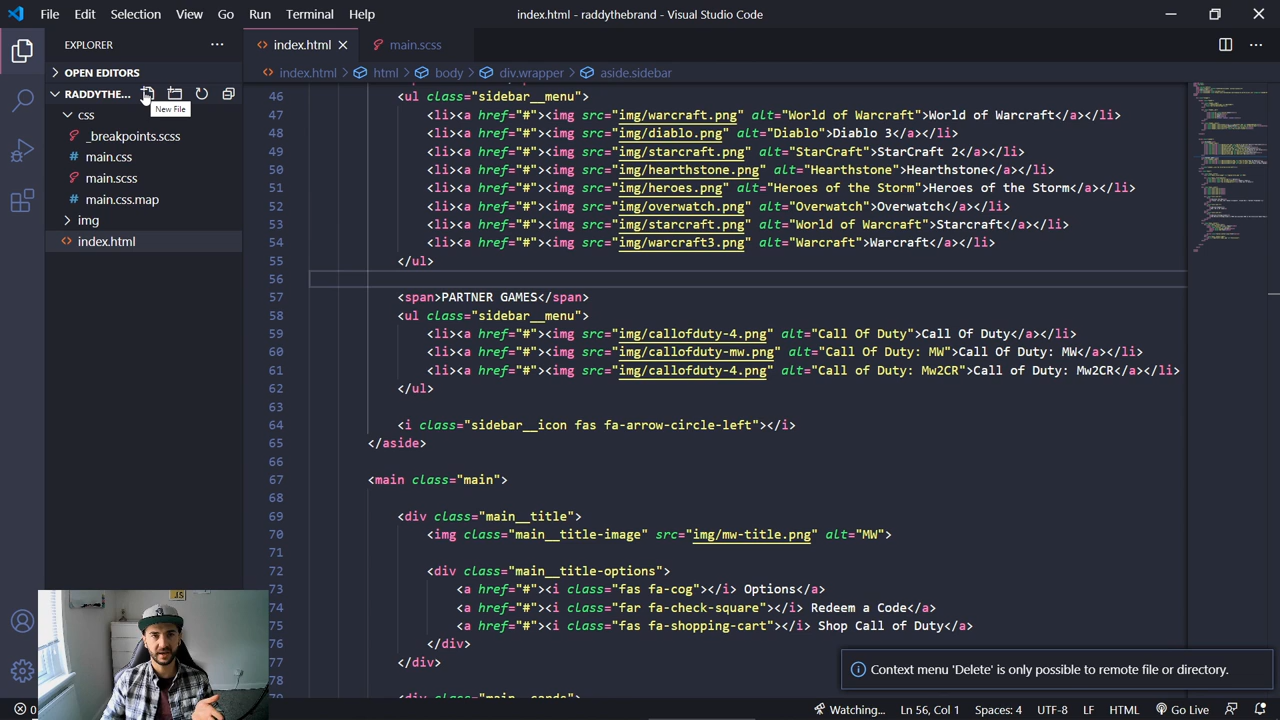 File Edit Selection View Go Run Terminal Help index.html - raddythebrand - Visual Studio Code
EXPLORER
OPEN EDITORS
RADDYTHE...
New File
css
_breakpoints.scss
main.css
main.scss
main.css.map
img
index.html
index.html main.scss
index.html > html > body > div.wrapper > aside.sidebar
46 <ul class="sidebar__menu">
47 <li><a href="#"><img src="img/warcraft.png" alt="World of Warcraft">World of Warcraft</a></li>
48 <li><a href="#"><img src="img/diablo.png" alt="Diablo">Diablo 3</a></li>
49 <li><a href="#"><img src="img/starcraft.png" alt="StarCraft">StarCraft 2</a></li>
50 <li><a href="#"><img src="img/hearthstone.png" alt="Hearthstone">Hearthstone</a></li>
51 <li><a href="#"><img src="img/heroes.png" alt="Heroes of the Storm">Heroes of the Storm</a></li>
52 <li><a href="#"><img src="img/overwatch.png" alt="Overwatch">Overwatch</a></li>
53 <li><a href="#"><img src="img/starcraft.png" alt="World of Warcraft">Starcraft</a></li>
54 <li><a href="#"><img src="img/warcraft3.png" alt="Warcraft">Warcraft</a></li>
55 </ul>
56
57 <span>PARTNER GAMES</span>
58 <ul class="sidebar__menu">
59 <li><a href="#"><img src="img/callofduty-4.png" alt="Call Of Duty">Call Of Duty</a></li>
60 <li><a href="#"><img src="img/callofduty-mw.png" alt="Call Of Duty: MW">Call Of Duty: MW</a></li>
61 <li><a href="#"><img src="img/callofduty-4.png" alt="Call of Duty: Mw2CR">Call of Duty: Mw2CR</a></li>
62 </ul>
63
64 <i class="sidebar__icon fas fa-arrow-circle-left"></i>
65 </aside>
66
67 <main class="main">
68
69 <div class="main__title">
70 <img class="main__title-image" src="img/mw-title.png" alt="MW">
71
72 <div class="main__title-options">
73 <a href="#"><i class="fas fa-cog"></i> Options</a>
74 <a href="#"><i class="far fa-check-square"></i> Redeem a Code</a>
75 <a href="#"><i class="fas fa-shopping-cart"></i> Shop Call of Duty</a>
76 </div>
77 </div>
78
79 <div class="main__cards">
Context menu 'Delete' is only possible to remote file or directory.
0 Watching... Ln 56, Col 1 Spaces: 4 UTF-8 LF HTML Go Live